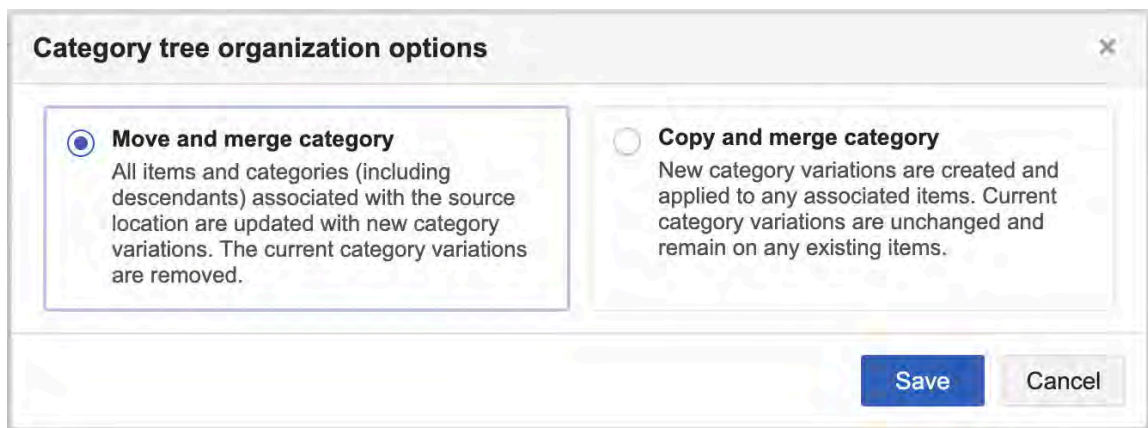 Category tree organization options
×
Move and merge category
All items and categories (including
descendants) associated with the source
location are updated with new category
variations. The current category variations
are removed.
Copy and merge category
New category variations are created and
applied to any associated items. Current
category variations are unchanged and
remain on any existing items.
Save
Cancel